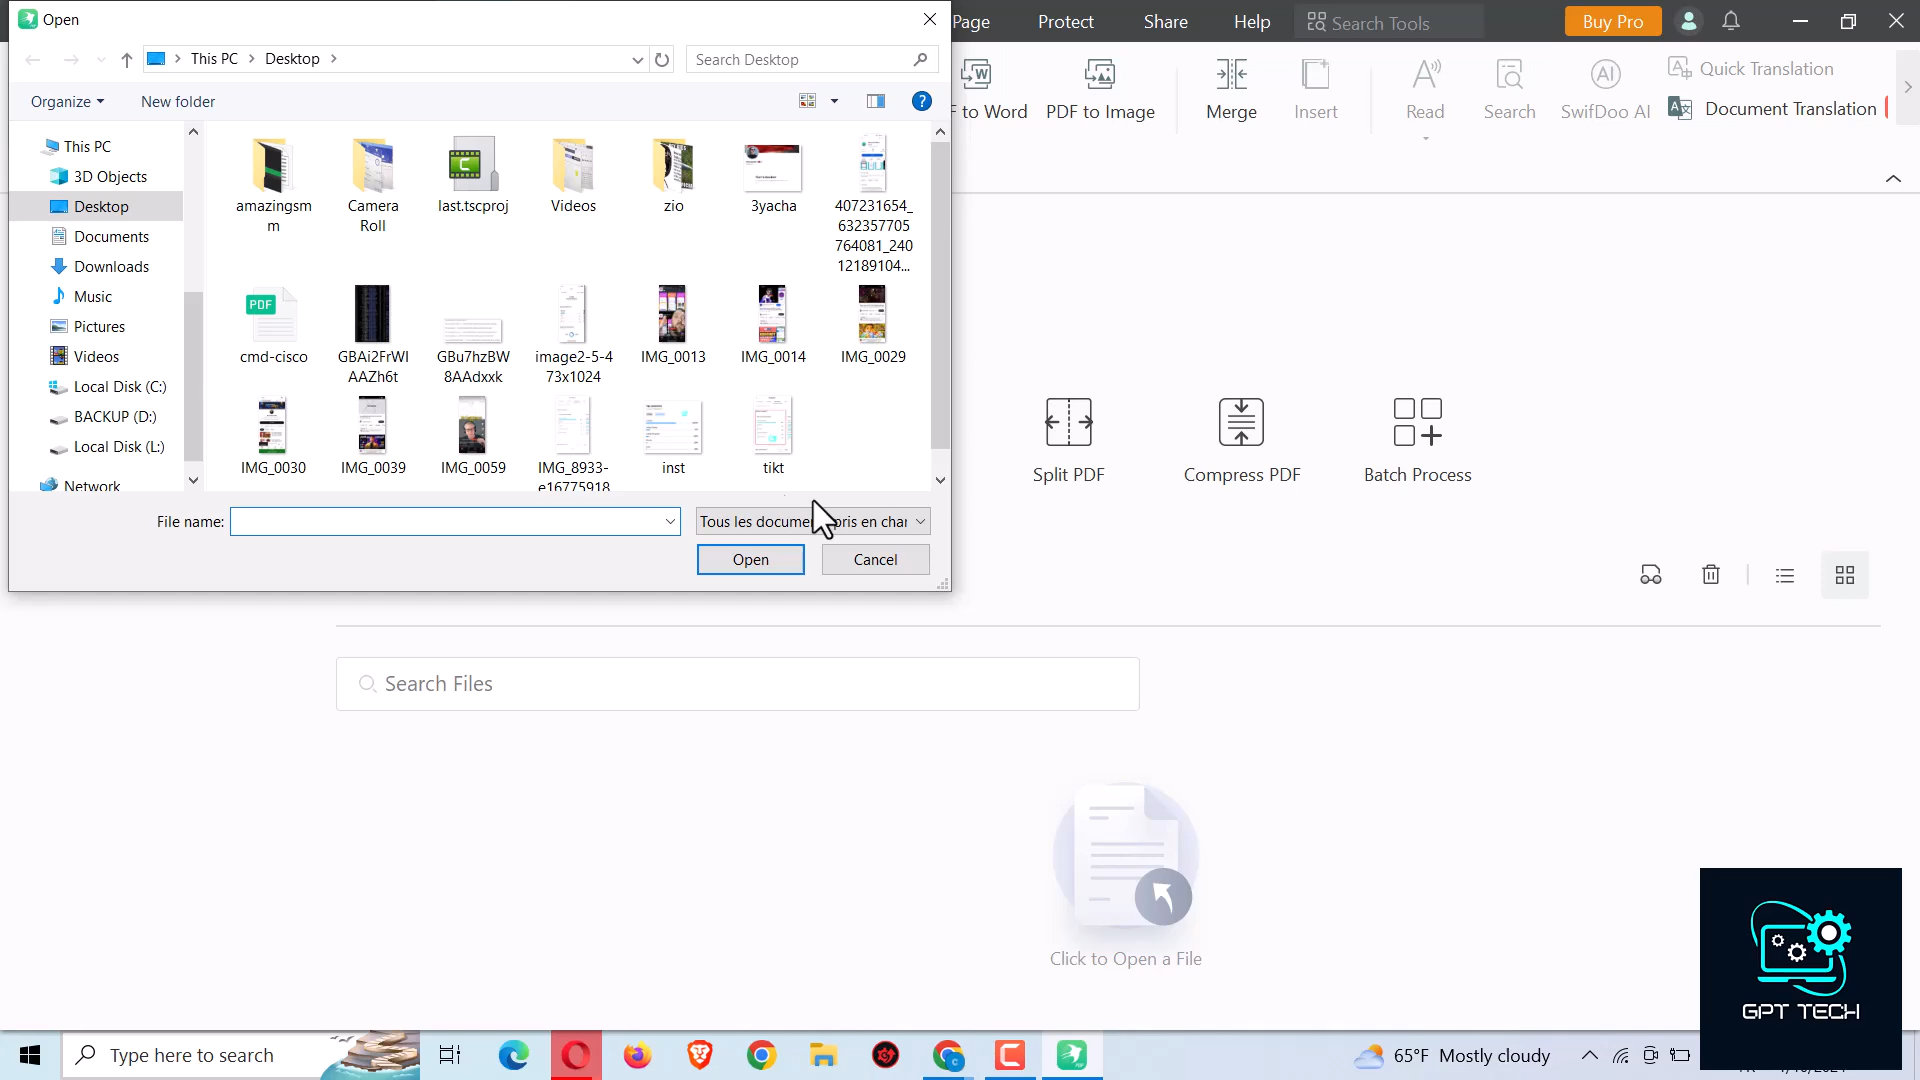 Open
Page
Protect
Share
Help
Search Tools
Buy Pro
This PC
Desktop
Search Desktop
Organize
New folder
to Word
PDF to Image
Merge
Insert
Read
Search
SwifDoo AI
Quick Translation
Document Translation
This PC
3D Objects
Desktop
Documents
Downloads
Music
Pictures
Videos
Local Disk (C:)
BACKUP (D:)
Local Disk (L:)
Network
amazingsm
m
Camera
Roll
last.tscproj
Videos
zio
3yacha
407231654_
632357705
764081_240
12189104...
PDF
cmd-cisco
GBAi2FrWI
AAZh6t
GBu7hzBW
8AAdxxk
image2-5-4
73x1024
IMG_0013
IMG_0014
IMG_0029
IMG_0030
IMG_0039
IMG_0059
IMG_8933-
e16775918
inst
tikt
File name:
Tous les docume pris en char
Open
Cancel
Split PDF
Compress PDF
Batch Process
Search Files
Click to Open a File
GPT TECH
Type here to search
65°F Mostly cloudy